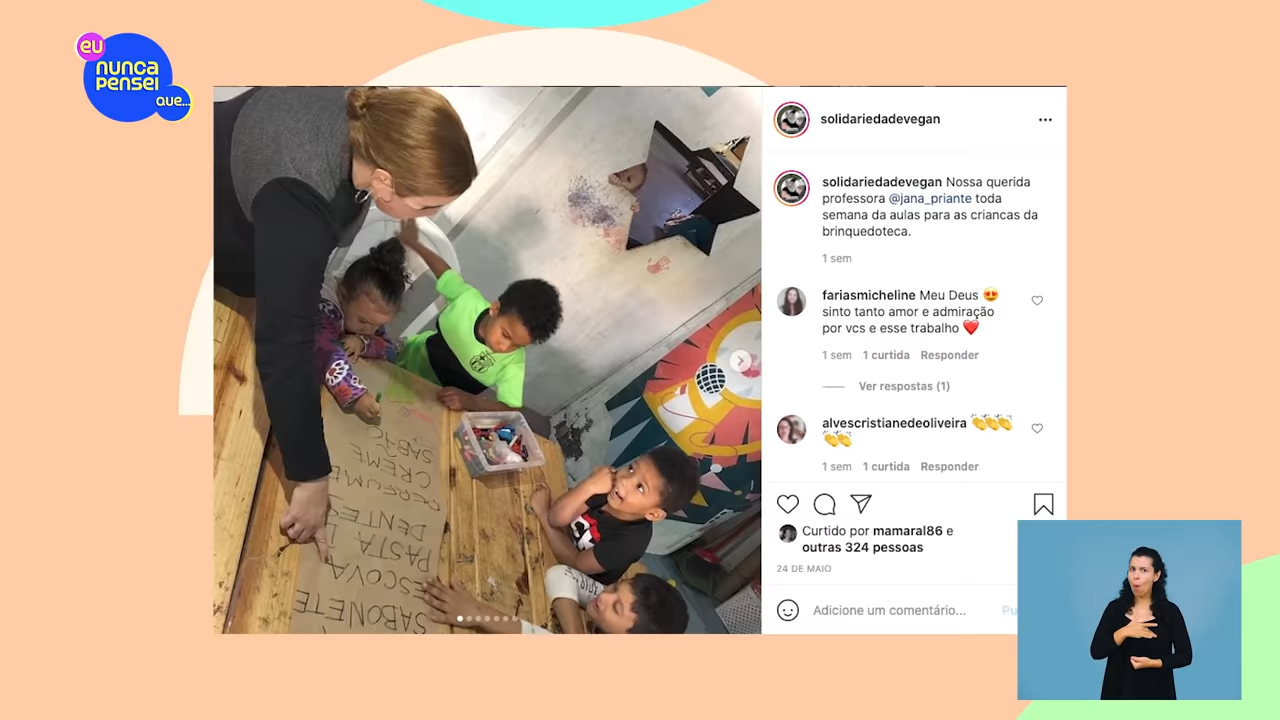 eu
nunca
pensei
que...
solidariedadevegan
solidariedadevegan Nossa querida
professora @jana_priante toda
semana da aulas para as criancas da
brinquedoteca.
1 sem
fariasmicheline Meu Deus 😍
sinto tanto amor e admiração
por vcs e esse trabalho ❤️
1 sem 1 curtida Responder
Ver respostas (1)
alvescristianedeoliveira 👏👏👏
👏👏
1 sem 1 curtida Responder
Curtido por mamaral86 e
outras 324 pessoas
24 DE MAIO
Adicione um comentário...
SABONETE
ESCOVA
PASTA
DENTES
PERFUME
CREME